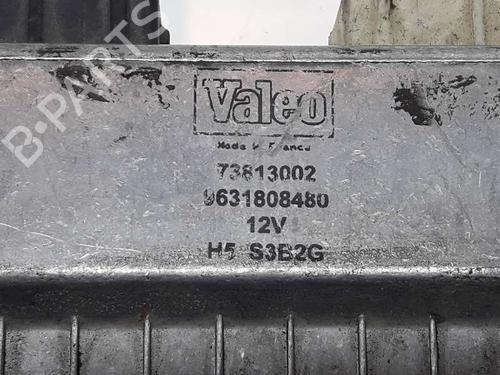 B-PARTS
Valeo
Made in France
73813002
9631808480
12V
H5 S3B2G